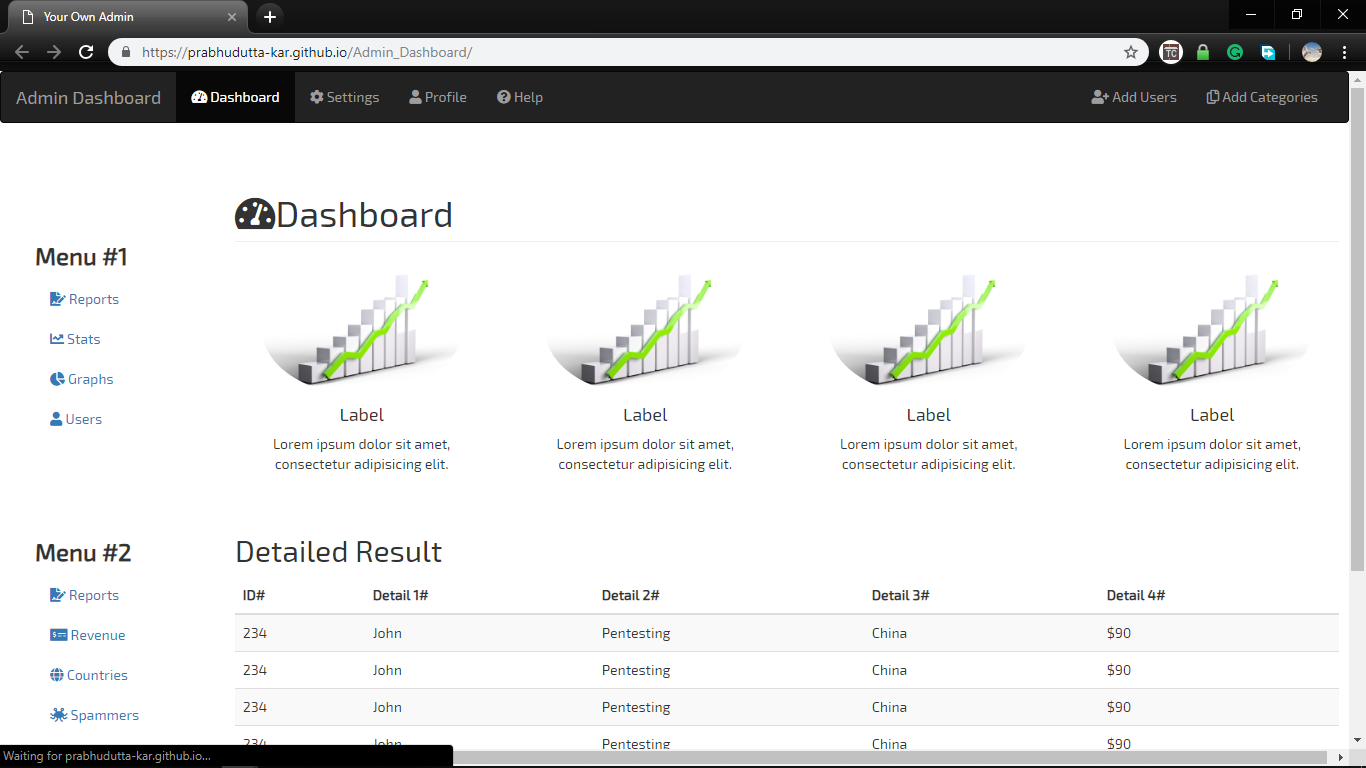 Your Own Admin
https://prabhudutta-kar.github.io/Admin_Dashboard/
TC
Admin Dashboard Dashboard Settings Profile Help Add Users Add Categories
Dashboard
Menu #1
Reports
Stats
Graphs
Users
Label Label Label Label
Lorem ipsum dolor sit amet, Lorem ipsum dolor sit amet, Lorem ipsum dolor sit amet, Lorem ipsum dolor sit amet,
consectetur adipisicing elit. consectetur adipisicing elit. consectetur adipisicing elit. consectetur adipisicing elit.
Menu #2
Reports
Revenue
Countries
Spammers
Detailed Result
ID# Detail 1# Detail 2# Detail 3# Detail 4#
234 John Pentesting China $90
234 John Pentesting China $90
234 John Pentesting China $90
234 John Pentesting China $90
Waiting for prabhudutta-kar.github.io...